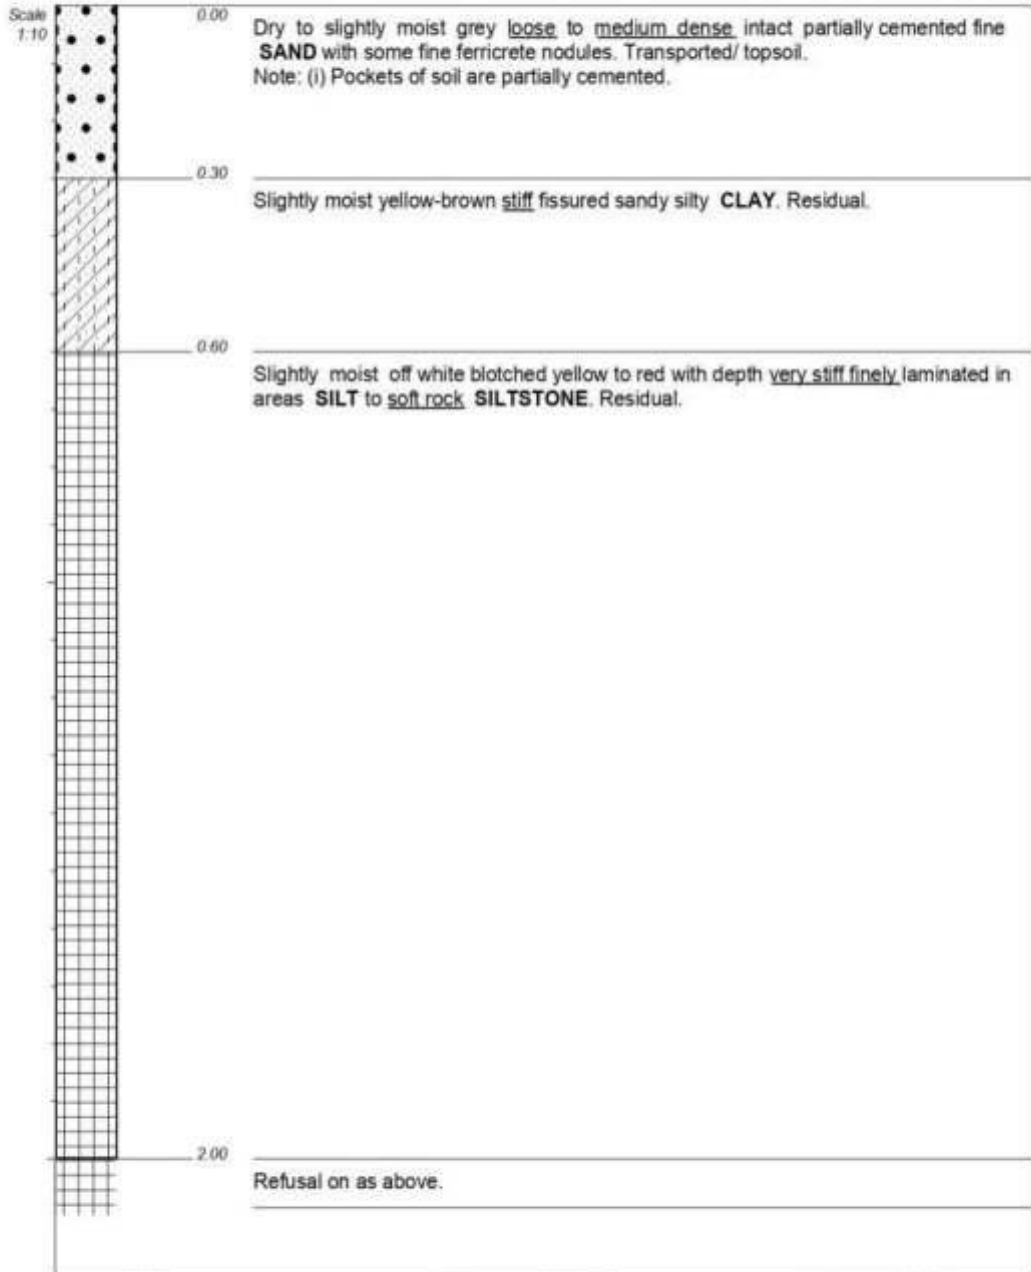 Scale
1:10
0.00
Dry to slightly moist grey loose to medium dense intact partially cemented fine
SAND with some fine ferricrete nodules. Transported/ topsoil.
Note: (i) Pockets of soil are partially cemented.
0.30
Slightly moist yellow-brown stiff fissured sandy silty CLAY. Residual.
0.60
Slightly moist off white blotched yellow to red with depth very stiff finely laminated in
areas SILT to soft rock SILTSTONE. Residual.
2.00
Refusal on as above.